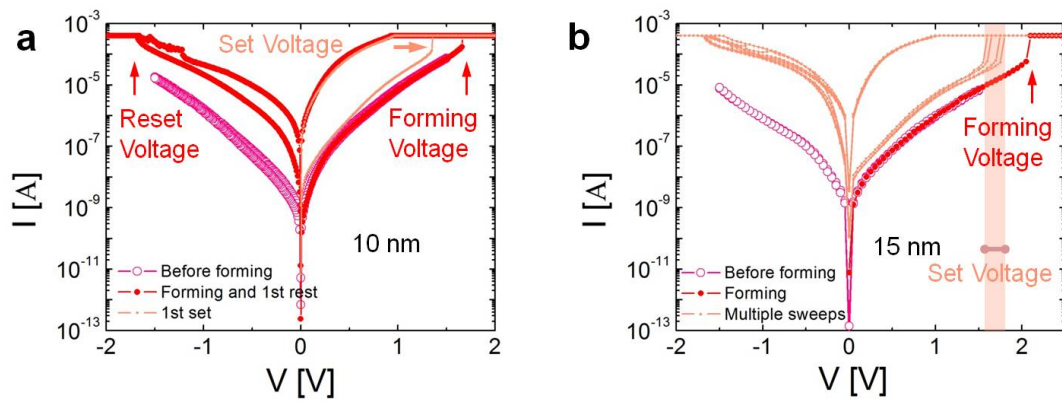 a
10⁻³
10⁻⁵
10⁻⁷
10⁻⁹
10⁻¹¹
10⁻¹³
I [A]
Set Voltage
Reset
Voltage
Forming
Voltage
10 nm
Before forming
Forming and 1st rest
1st set
-2
-1
0
1
2
V [V]
b
10⁻³
10⁻⁵
10⁻⁷
10⁻⁹
10⁻¹¹
10⁻¹³
I [A]
Forming
Voltage
15 nm
Set Voltage
Before forming
Forming
Multiple sweeps
-2
-1
0
1
2
V [V]